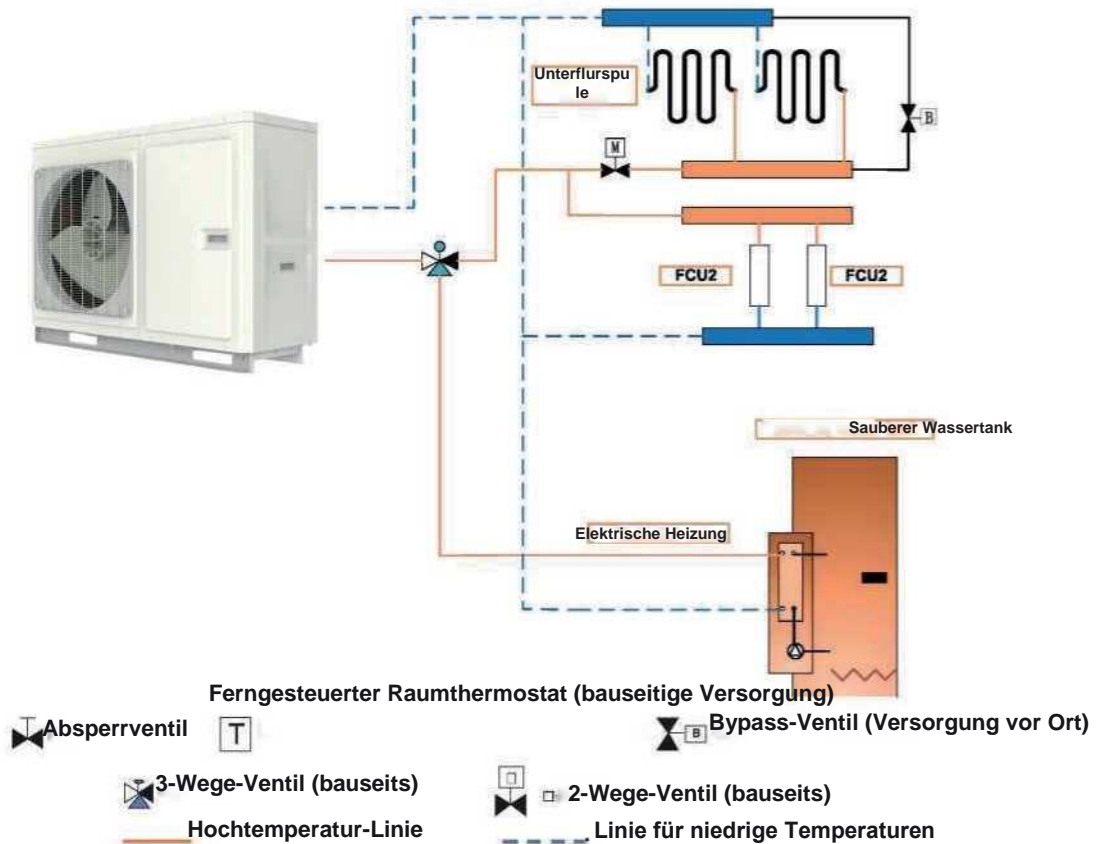 Unterflurspu
le
M
B
FCU2
FCU2
Sauberer Wassertank
Elektrische Heizung
Ferngesteuerter Raumthermostat (bauseitige Versorgung)
Absperrventil
T
B
Bypass-Ventil (Versorgung vor Ort)
3-Wege-Ventil (bauseits)
2-Wege-Ventil (bauseits)
Hochtemperatur-Linie
Linie für niedrige Temperaturen